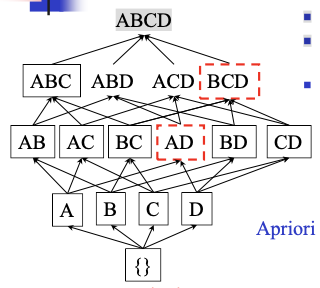 ABCD
ABC ABD ACD BCD
AB AC BC AD BD CD
A B C D
Apriori
{}